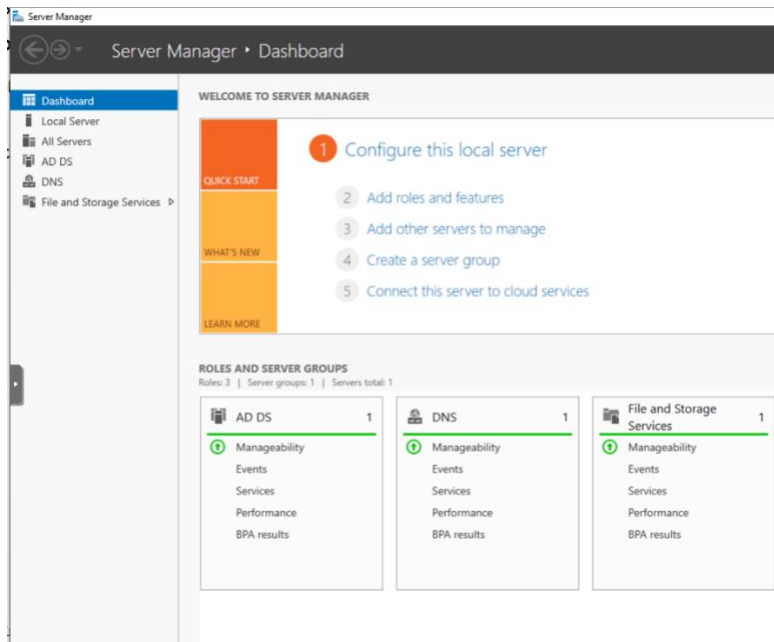 Server Manager
Server Manager ‣ Dashboard
Dashboard
Local Server
All Servers
AD DS
DNS
File and Storage Services
WELCOME TO SERVER MANAGER
QUICK START
WHAT'S NEW
LEARN MORE
1 Configure this local server
2 Add roles and features
3 Add other servers to manage
4 Create a server group
5 Connect this server to cloud services
ROLES AND SERVER GROUPS
Roles: 3 | Server groups: 1 | Servers total: 1
AD DS 1
Manageability
Events
Services
Performance
BPA results
DNS 1
Manageability
Events
Services
Performance
BPA results
File and Storage
Services 1
Manageability
Events
Services
Performance
BPA results